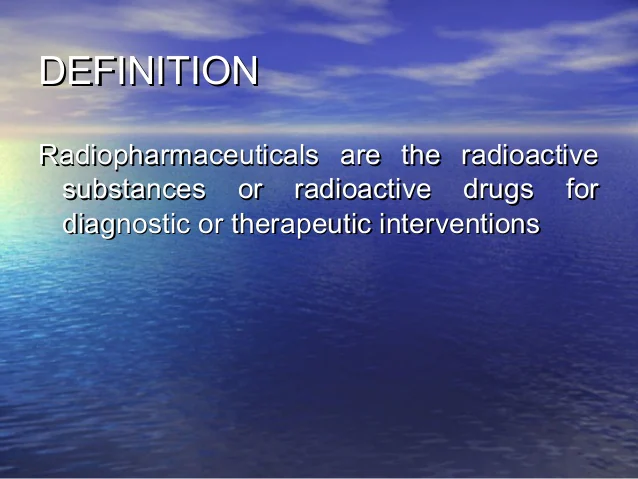 DEFINITION
Radiopharmaceuticals are the radioactive
substances or radioactive drugs for
diagnostic or therapeutic interventions